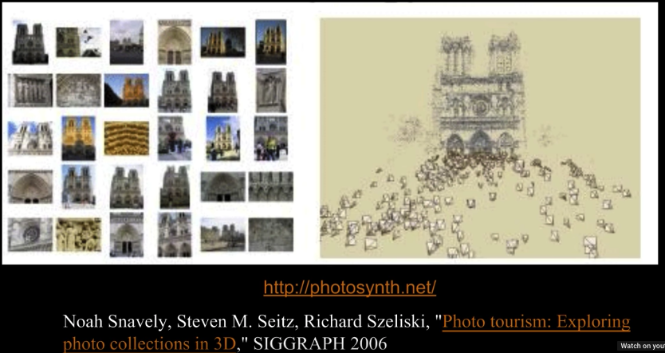 http://photosynth.net/
Noah Snavely, Steven M. Seitz, Richard Szeliski, "Photo tourism: Exploring
photo collections in 3D," SIGGRAPH 2006
Watch on you